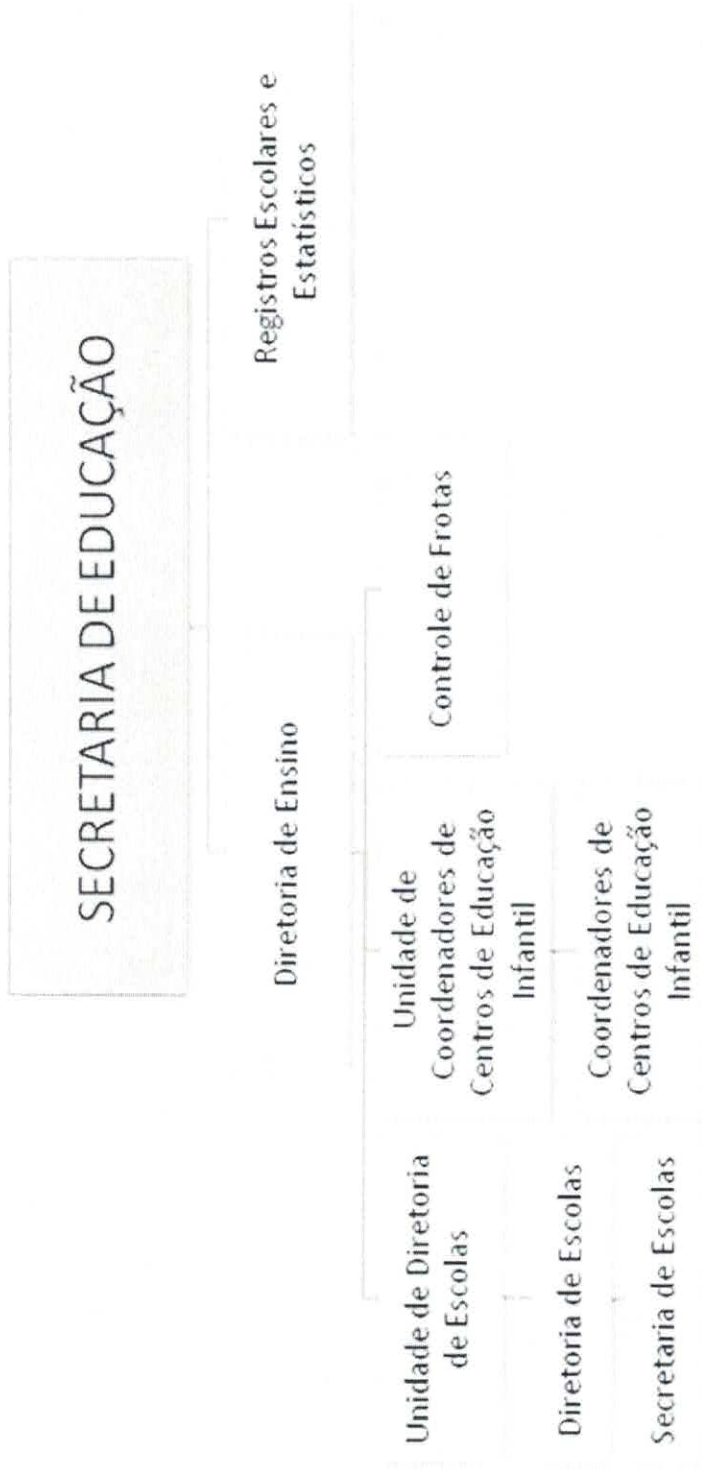 SECRETARIA DE EDUCAÇÃO
Diretoria de Ensino
Registros Escolares e
Estatísticos
Unidade de Diretoria
de Escolas
Unidade de
Coordenadores de
Centros de Educação
Infantil
Controle de Frotas
Diretoria de Escolas
Coordenadores de
Centros de Educação
Infantil
Secretaria de Escolas